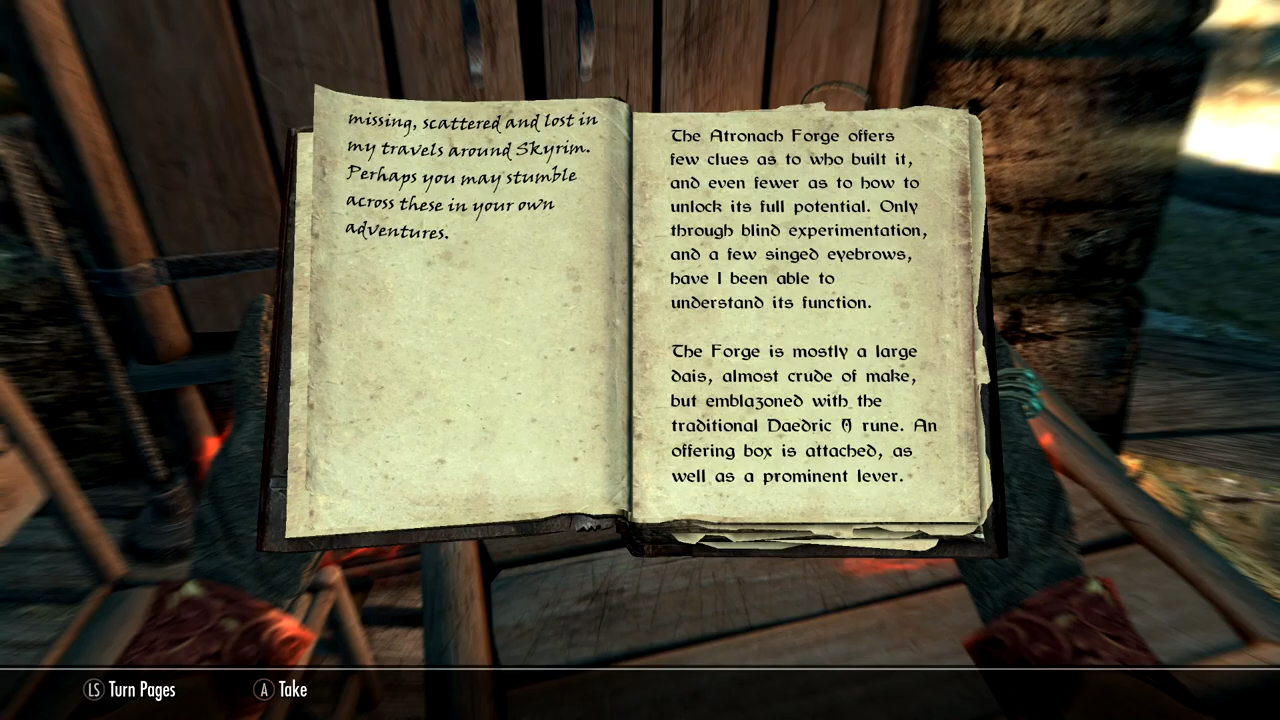 missing, scattered and lost in
my travels around Skyrim.
Perhaps you may stumble
across these in your own
adventures.
The Atronach Forge offers
few clues as to who built it,
and even fewer as to how to
unlock its full potential. Only
through blind experimentation,
and a few singed eyebrows,
have I been able to
understand its function.
The Forge is mostly a large
dais, almost crude of make,
but emblazoned with the
traditional Daedric rune. An
offering box is attached, as
well as a prominent lever.
LS Turn Pages
A Take